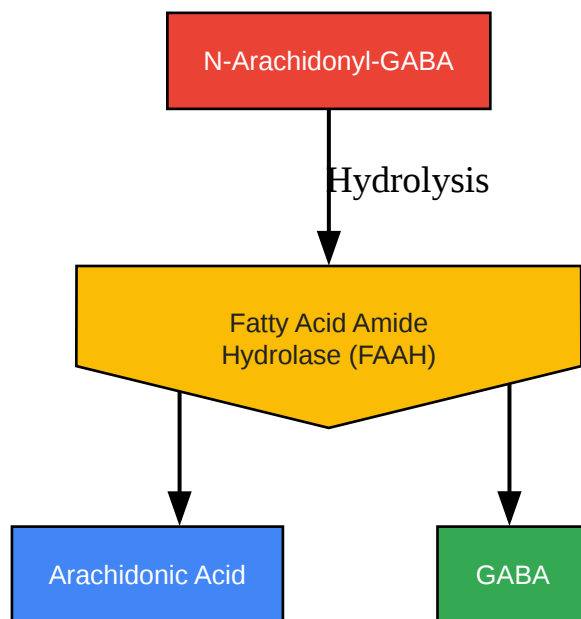 N-Arachidonyl-GABA
Hydrolysis
Fatty Acid Amide
Hydrolase (FAAH)
Arachidonic Acid
GABA